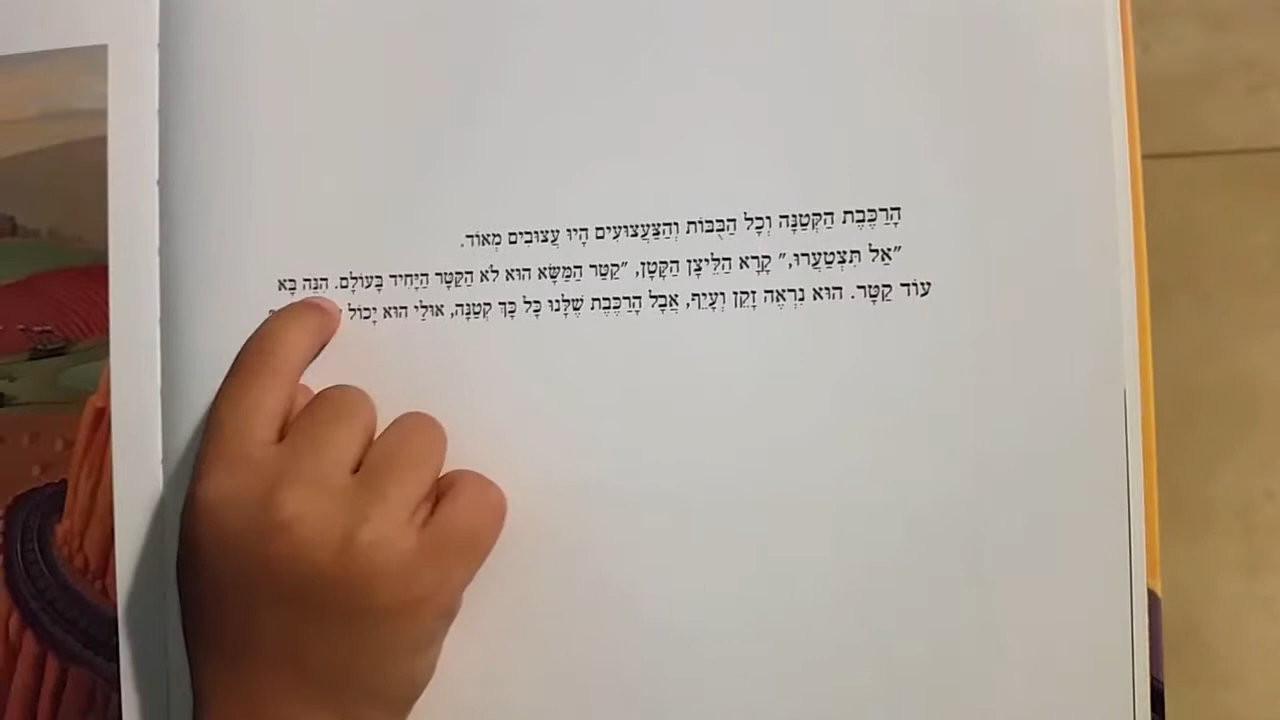 הָרַכֶּבֶת הַקְּטַנָּה וְכָל הַבֻּבּוֹת וְהַצַּעֲצוּעִים הָיוּ עֲצוּבִים מְאוֹד.
״אַל תִּצְטַעֲרוּ,״ קָרָא הַלֵּיצָן הַקָּטָן, ״קַטַּר הַמַּשָּׂא הוּא לֹא הַקַּטָּר הַיָּחִיד בָּעוֹלָם. הִנֵּה בָּא
עוֹד קַטָּר. הוּא נִרְאֶה זָקֵן וְעָיֵף, אֲבָל הָרַכֶּבֶת שֶׁלָּנוּ כָּל כָּךְ קְטַנָּה, אוּלַי הוּא יָכוֹל